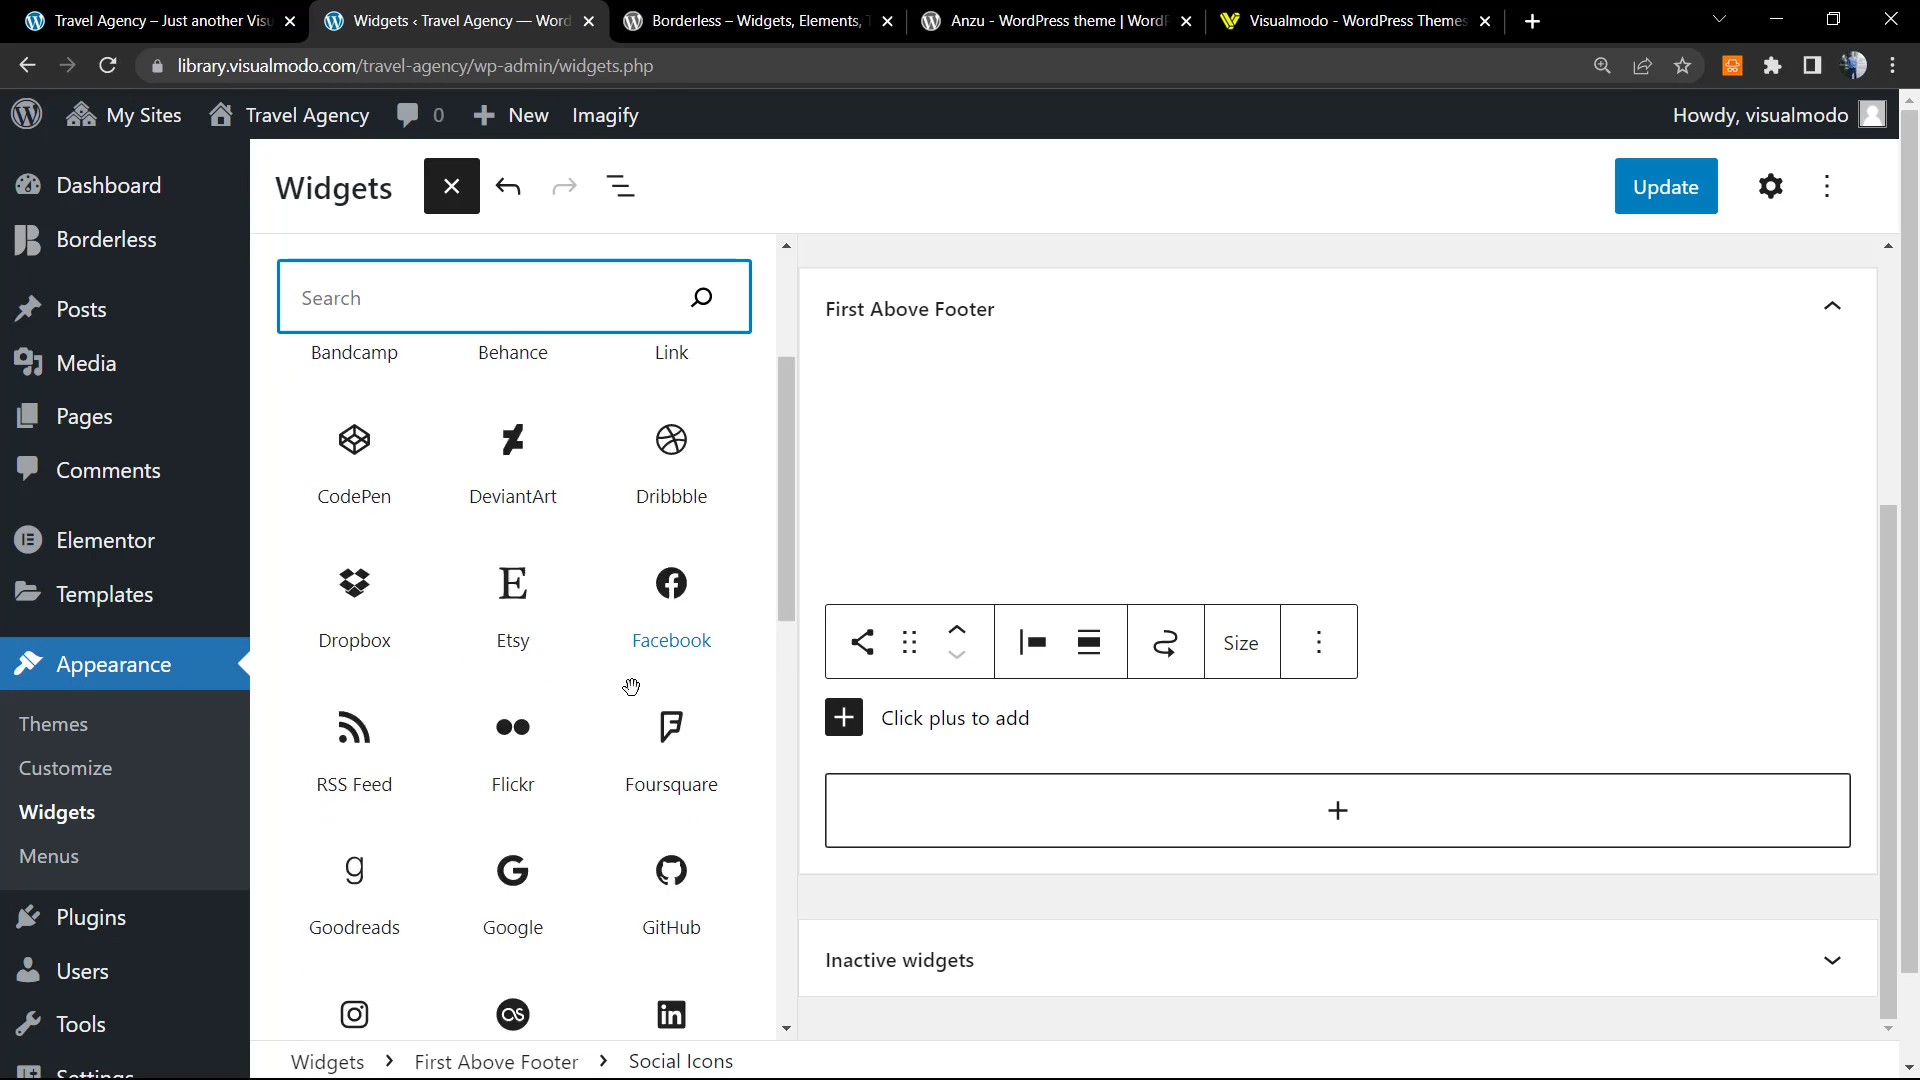 Travel Agency – Just another Visu
Widgets ‹ Travel Agency — Word
Borderless – Widgets, Elements, T
Anzu - WordPress theme | WordP
Visualmodo - WordPress Themes
library.visualmodo.com/travel-agency/wp-admin/widgets.php
My Sites
Travel Agency
0
New
Imagify
Howdy, visualmodo
Dashboard
Borderless
Posts
Media
Pages
Comments
Elementor
Templates
Appearance
Themes
Customize
Widgets
Menus
Plugins
Users
Tools
Settings
Widgets
Update
Search
Bandcamp Behance Link
CodePen DeviantArt Dribbble
Dropbox Etsy Facebook
RSS Feed Flickr Foursquare
Goodreads Google GitHub
First Above Footer
Size
Click plus to add
Inactive widgets
Widgets › First Above Footer › Social Icons